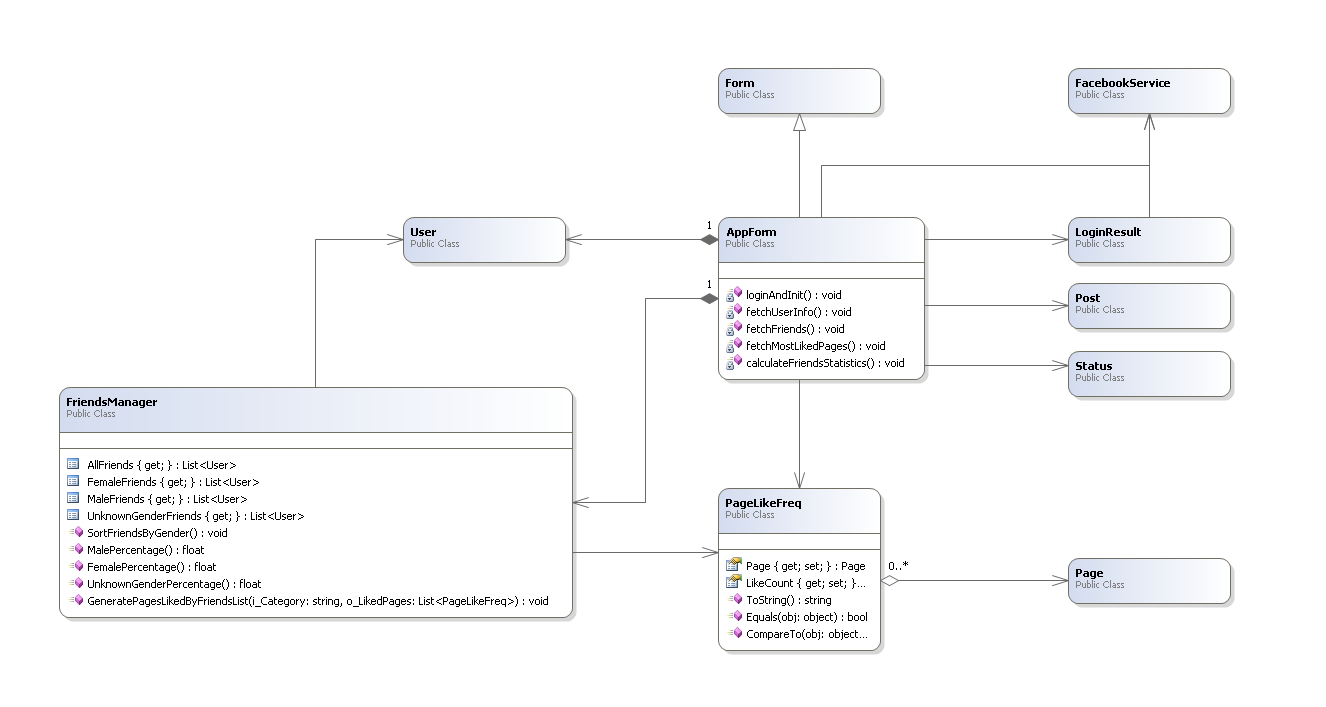 Form
Public Class
FacebookService
Public Class
User
Public Class
1
AppForm
Public Class
loginAndInit() : void
fetchUserInfo() : void
fetchFriends() : void
fetchMostLikedPages() : void
calculateFriendsStatistics() : void
1
LoginResult
Public Class
Post
Public Class
Status
Public Class
FriendsManager
Public Class
AllFriends { get; } : List<User>
FemaleFriends { get; } : List<User>
MaleFriends { get; } : List<User>
UnknownGenderFriends { get; } : List<User>
SortFriendsByGender() : void
MalePercentage() : float
FemalePercentage() : float
UnknownGenderPercentage() : float
GeneratePagesLikedByFriendsList(i_Category: string, o_LikedPages: List<PageLikeFreq>) : void
PageLikeFreq
Public Class
Page { get; set; } : Page
LikeCount { get; set; }...
ToString() : string
Equals(obj: object) : bool
CompareTo(obj: object...
0..*
Page
Public Class